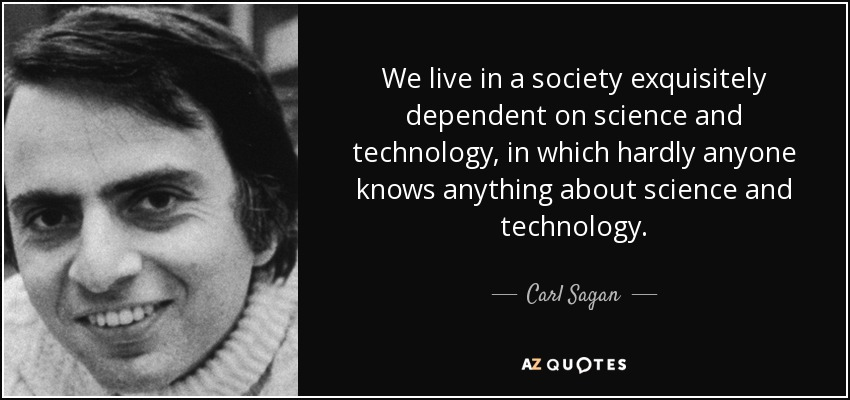 We live in a society exquisitely
dependent on science and
technology, in which hardly anyone
knows anything about science and
technology.
Carl Sagan
AZ QUOTES